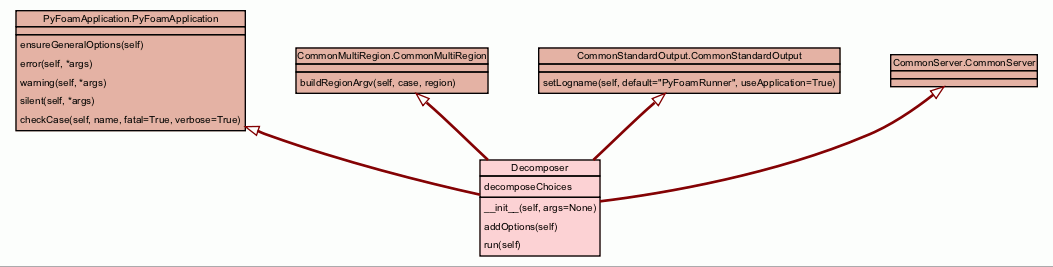 PyFoamApplication.PyFoamApplication
ensureGeneralOptions(self)
error(self, *args)
warning(self, *args)
silent(self, *args)
checkCase(self, name, fatal=True, verbose=True)
CommonMultiRegion.CommonMultiRegion
buildRegionArgv(self, case, region)
CommonStandardOutput.CommonStandardOutput
setLogname(self, default="PyFoamRunner", useApplication=True)
CommonServer.CommonServer
Decomposer
decomposeChoices
__init__(self, args=None)
addOptions(self)
run(self)